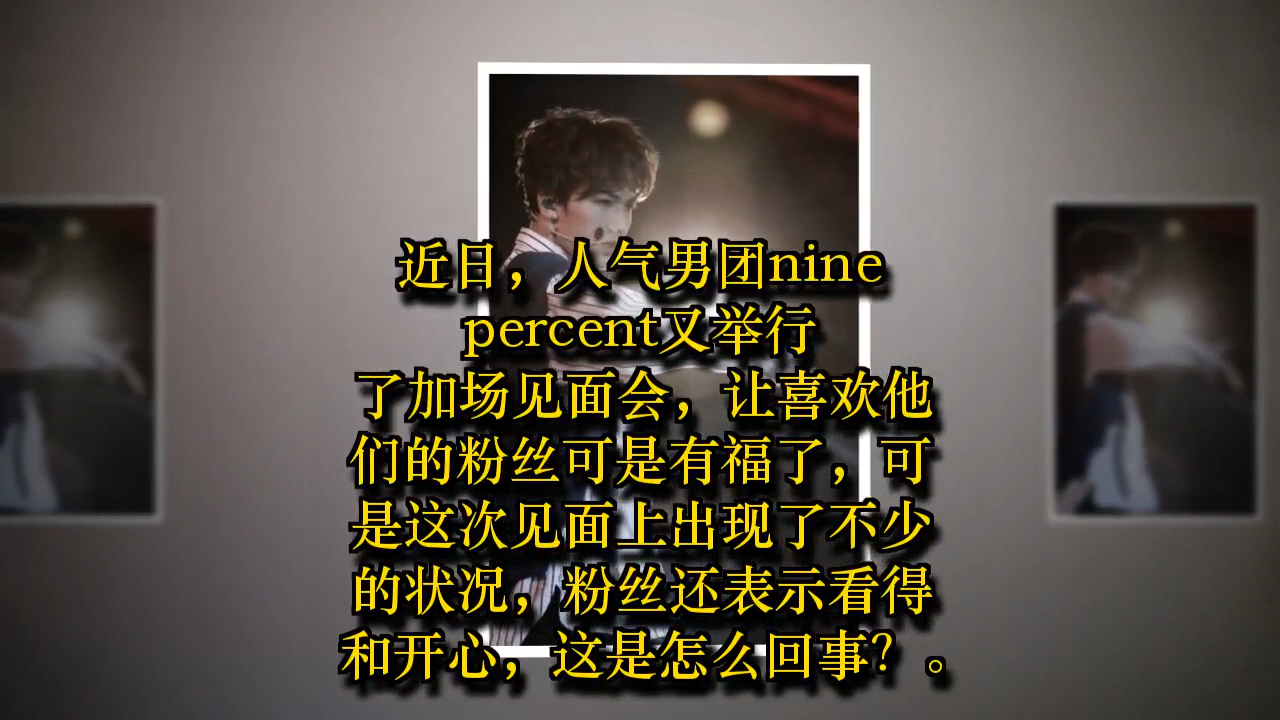 近日，人气男团nine
percent又举行
了加场见面会，让喜欢他
们的粉丝可是有福了，可
是这次见面上出现了不少
的状况，粉丝还表示看得
和开心，这是怎么回事？。